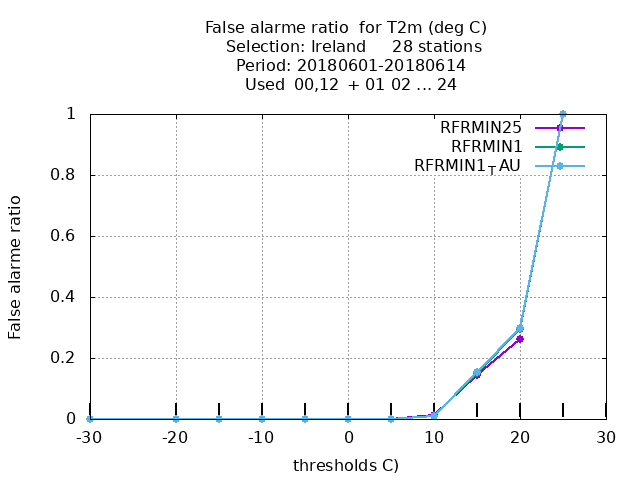 False alarme ratio  for T2m (deg C)
Selection: Ireland     28 stations
Period: 20180601-20180614
Used  00,12  + 01 02 ... 24
RFRMIN25
RFRMIN1
RFRMIN1TAU
False alarme ratio
1
0.8
0.6
0.4
0.2
0
-30
-20
-10
0
10
20
30
thresholds C)